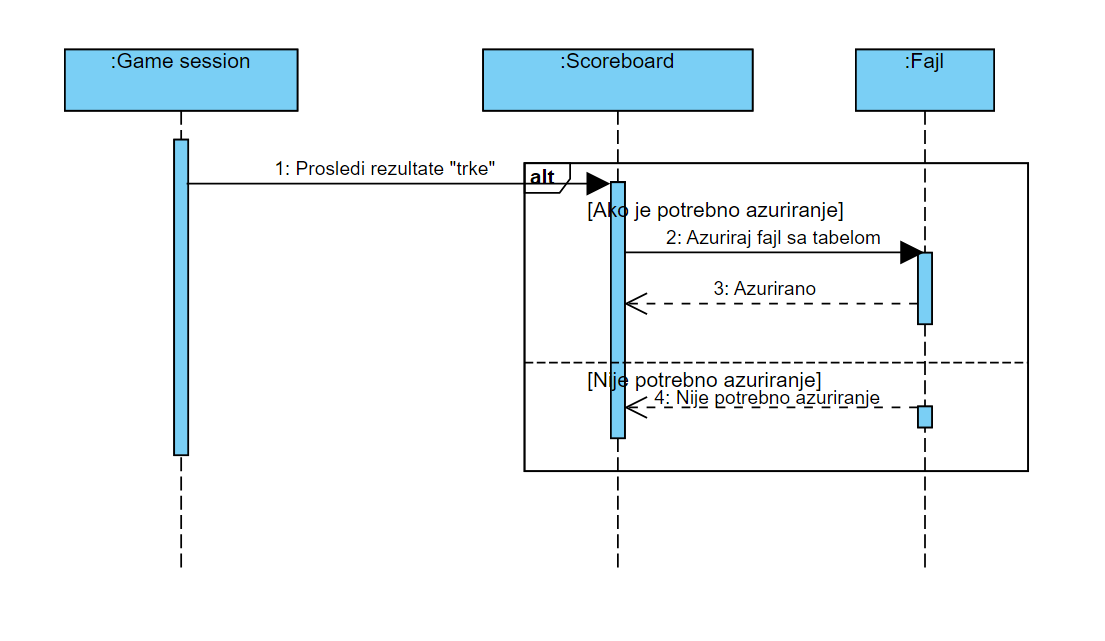 :Game session
:Scoreboard
:Fajl
1: Prosledi rezultate "trke"
alt
[Ako je potrebno azuriranje]
2: Azuriraj fajl sa tabelom
3: Azurirano
[Nije potrebno azuriranje]
4: Nije potrebno azuriranje